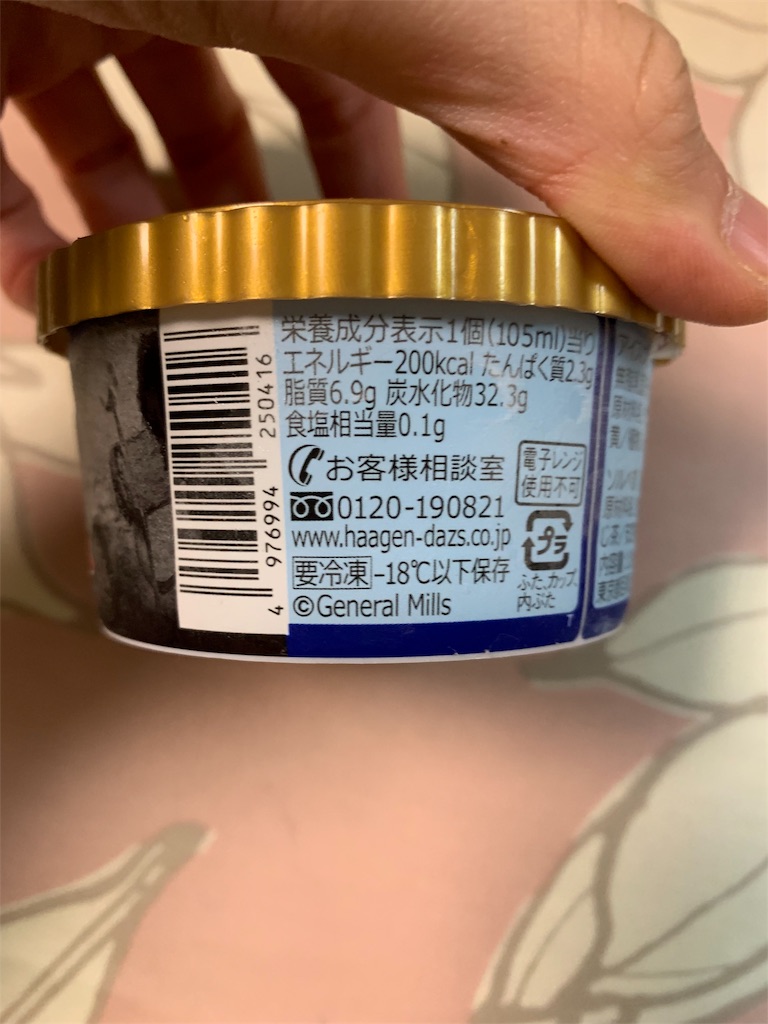 栄養成分表示1個(105ml)当り
エネルギー200kcal たんぱく質2.3g
脂質6.9g 炭水化物32.3g
食塩相当量0.1g
お客様相談室
0120-190821
www.haagen-dazs.co.jp
要冷凍 -18℃以下保存
©General Mills
電子レンジ
使用不可
プラ
ふた、カップ、
内ぶた
4 976994 250416